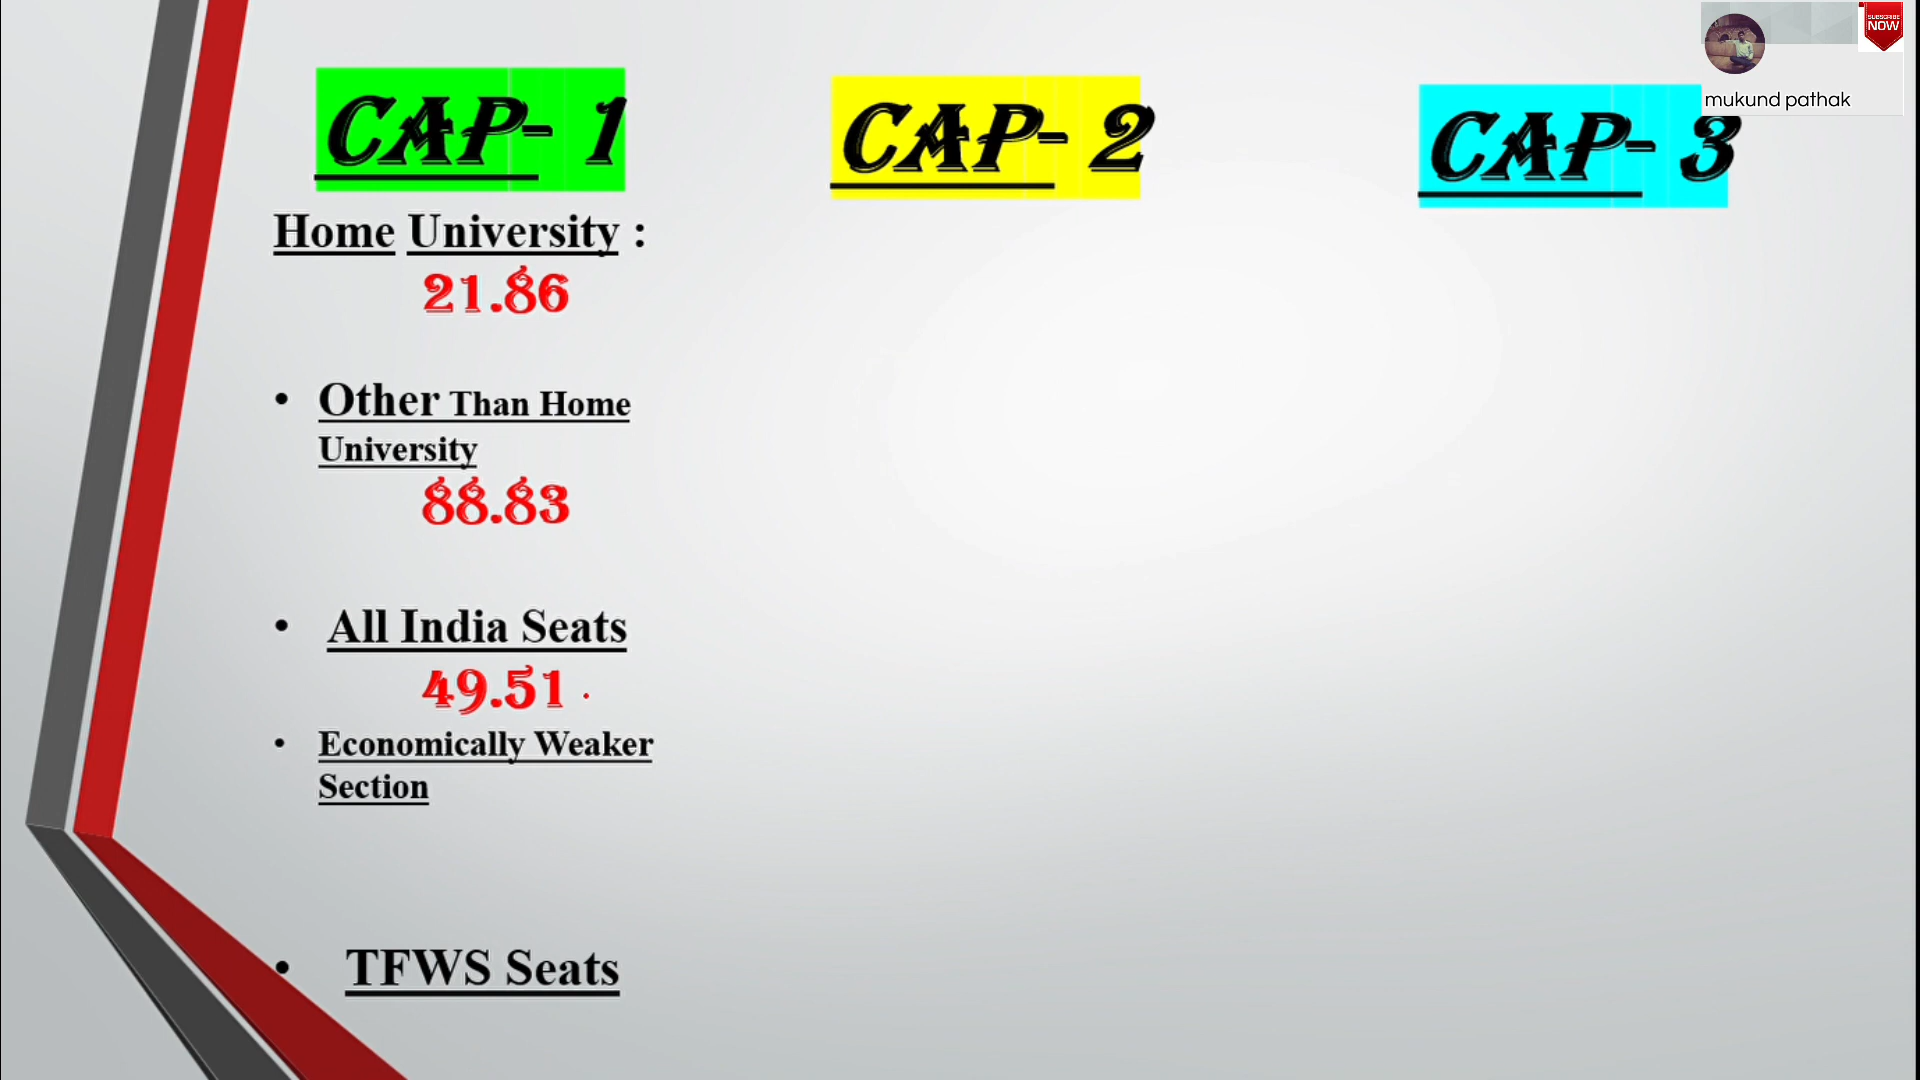 CAP- 1
CAP- 2
CAP- 3
SUBSCRIBE
NOW
mukund pathak
Home University :
21.86
• Other Than Home
University
88.83
• All India Seats
49.51 .
• Economically Weaker
Section
• TFWS Seats